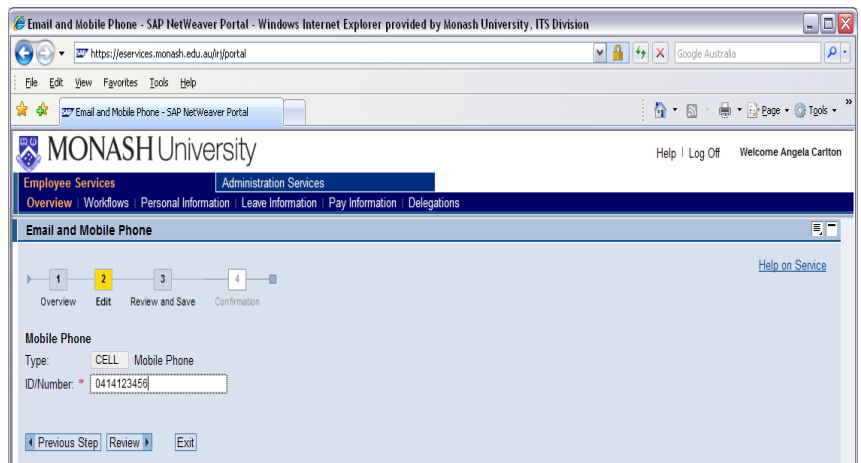 Email and Mobile Phone - SAP NetWeaver Portal - Windows Internet Explorer provided by Monash University, ITS Division
https://eservices.monash.edu.au/irj/portal
Google Australia
File Edit View Favorites Tools Help
Email and Mobile Phone - SAP NetWeaver Portal
Page Tools »
MONASH University
Help | Log Off Welcome Angela Carlton
Employee Services Administration Services
Overview | Workflows | Personal Information | Leave Information | Pay Information | Delegations
Email and Mobile Phone
Help on Service
1 2 3 4
Overview Edit Review and Save Confirmation
Mobile Phone
Type: CELL Mobile Phone
ID/Number: * 0414123456
Previous Step Review Exit